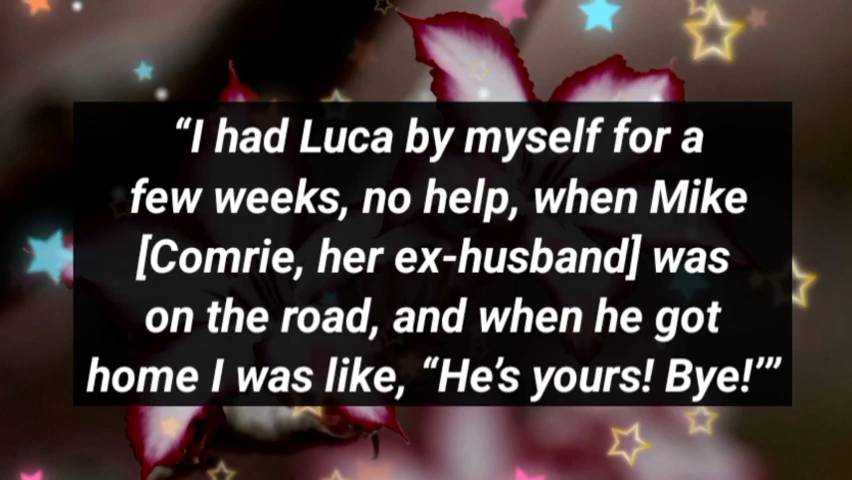 “I had Luca by myself for a
few weeks, no help, when Mike
[Comrie, her ex-husband] was
on the road, and when he got
home I was like, “He’s yours! Bye!’”